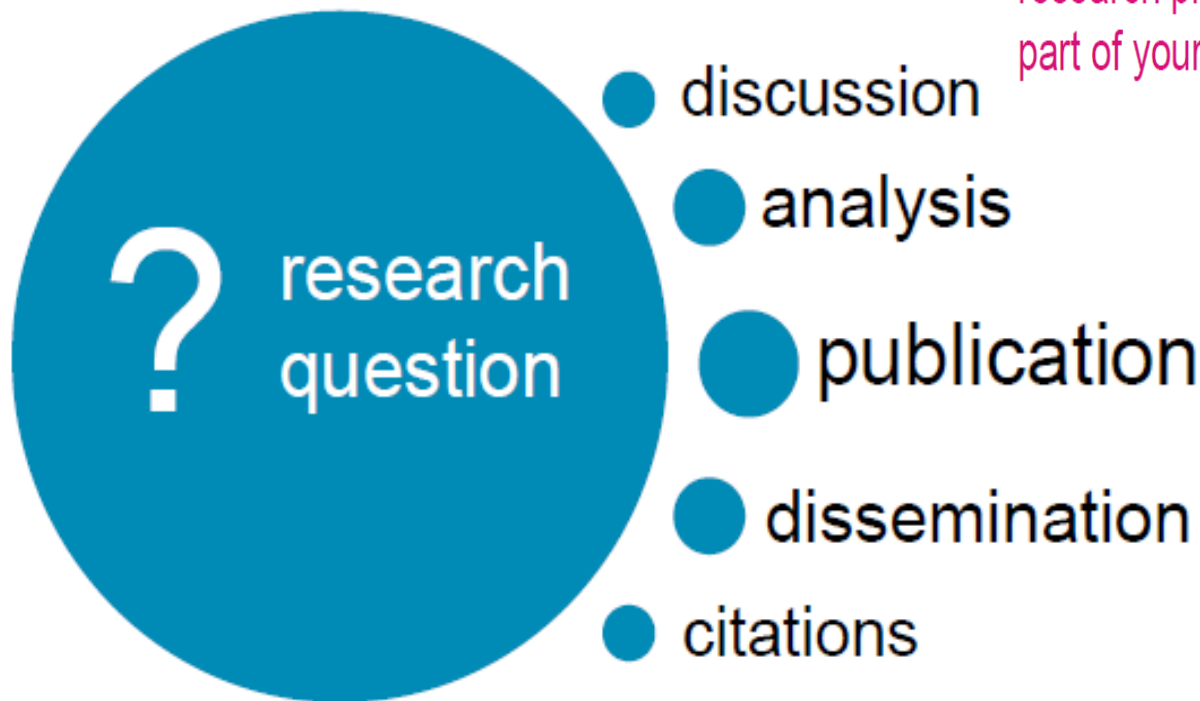 part of your
discussion
analysis
? research
question
publication
dissemination
citations